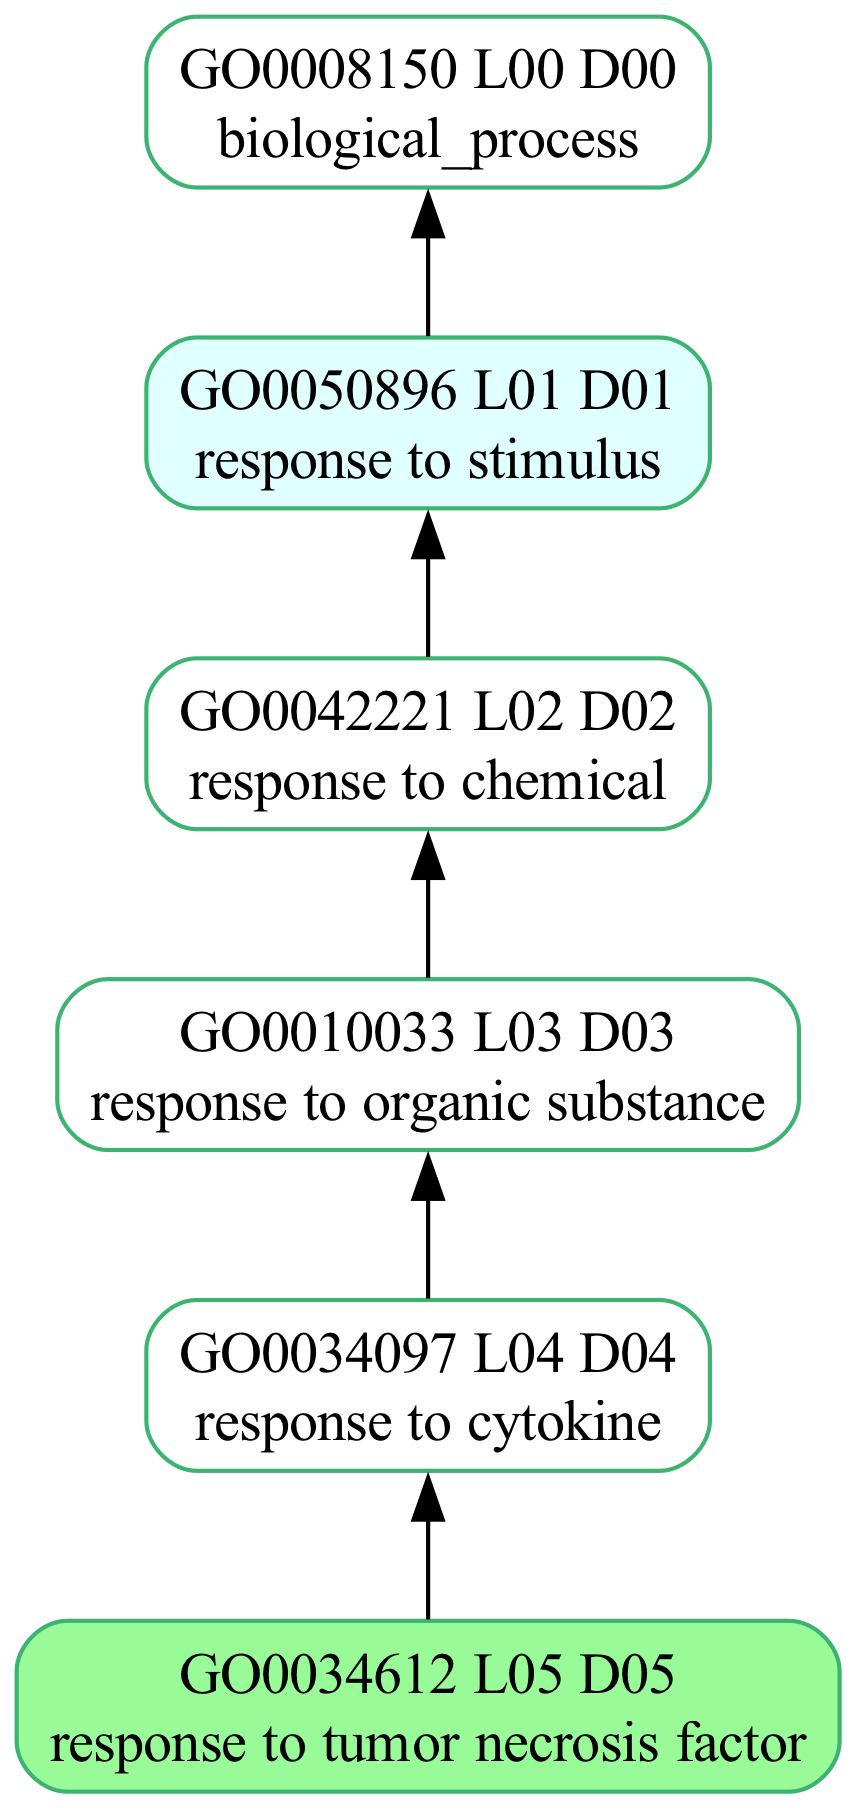 GO0008150 L00 D00
biological_process
GO0050896 L01 D01
response to stimulus
GO0042221 L02 D02
response to chemical
GO0010033 L03 D03
response to organic substance
GO0034097 L04 D04
response to cytokine
GO0034612 L05 D05
response to tumor necrosis factor